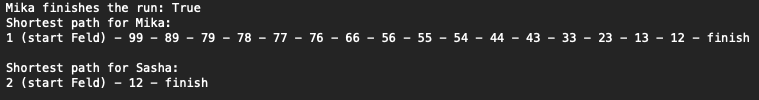 Mika finishes the run: True
Shortest path for Mika:
1 (start Feld) - 99 - 89 - 79 - 78 - 77 - 76 - 66 - 56 - 55 - 54 - 44 - 43 - 33 - 23 - 13 - 12 - finish
Shortest path for Sasha:
2 (start Feld) - 12 - finish